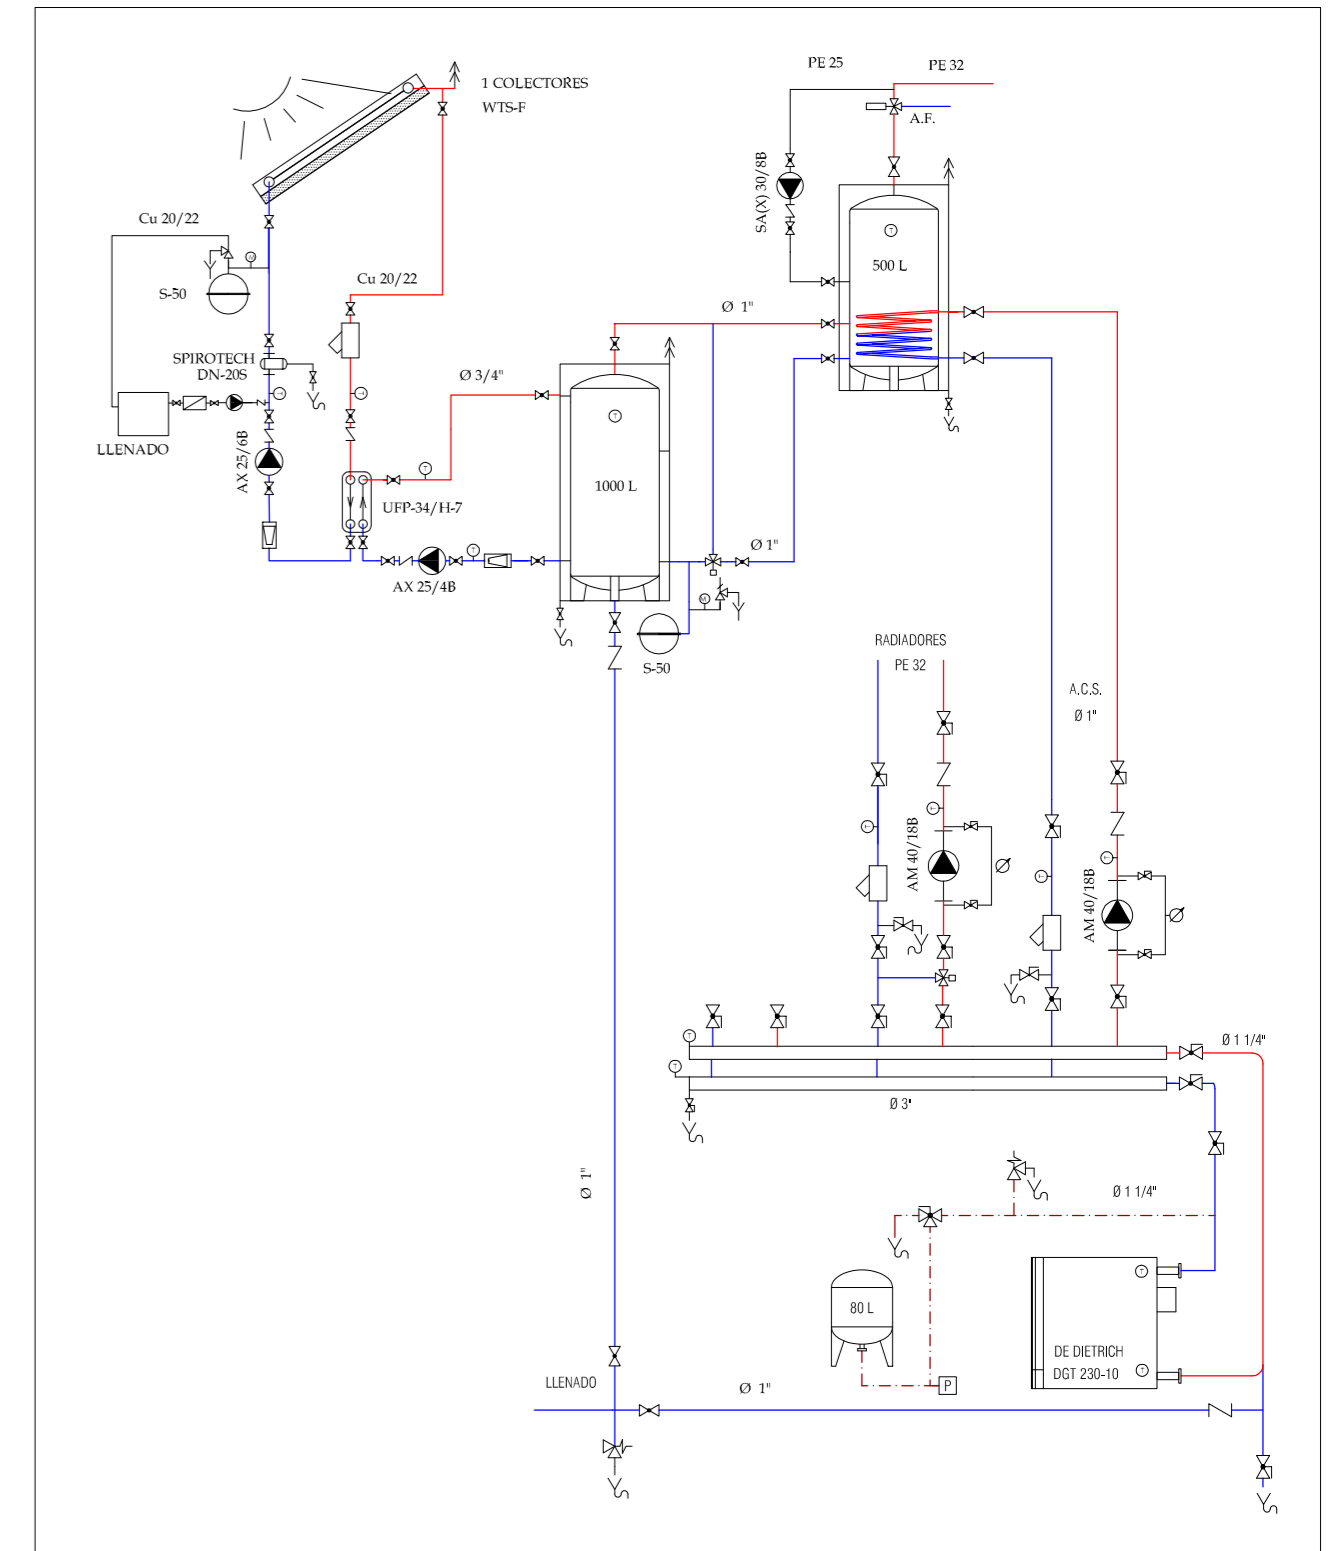 PE 25
PE 32
1 COLECTORES
WTS-F
A.F.
SA(X) 30/8B
T
500 L
Cu 20/22
M
S-50
Cu 20/22
Ø 1"
SPIROTECH
DN-20S
T
T
LLENADO
AX 25/6B
Ø 3/4"
T
T
1000 L
UFP-34/H-7
T
AX 25/4B
Ø 1"
M
S-50
RADIADORES
PE 32
A.C.S.
Ø 1"
T
T
AM 40/18B
T
T
AM 40/18B
T
T
Ø 1 1/4"
Ø 3"
Ø 1"
Ø 1 1/4"
T
80 L
DE DIETRICH
DGT 230-10
T
P
LLENADO
Ø 1"